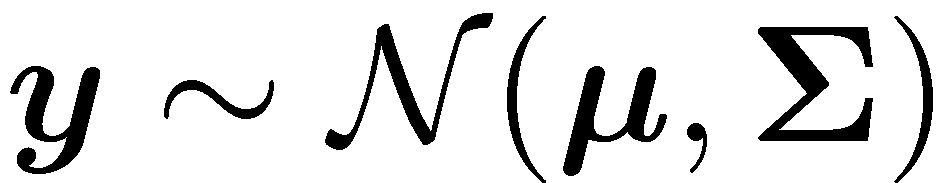 𝒚 ∼ 𝒩(𝝁, 𝚺)